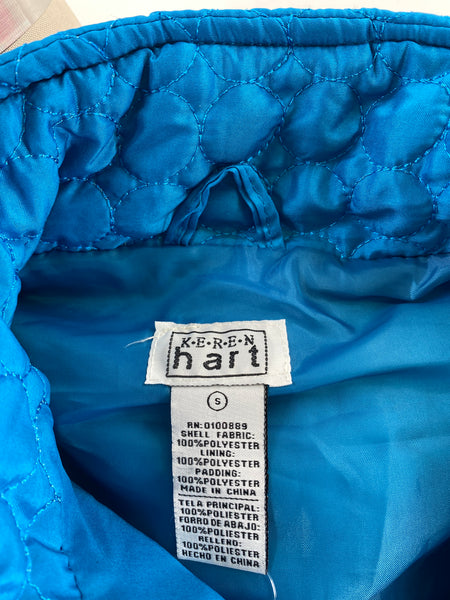 K·E·R·E·N
hart
S
RN:0100889
SHELL FABRIC:
100%POLYESTER
LINING:
100%POLYESTER
PADDING:
100%POLYESTER
MADE IN CHINA
TELA PRINCIPAL:
100%POLIESTER
FORRO DE ABAJO:
100%POLIESTER
RELLENO:
100%POLIESTER
HECHO EN CHINA